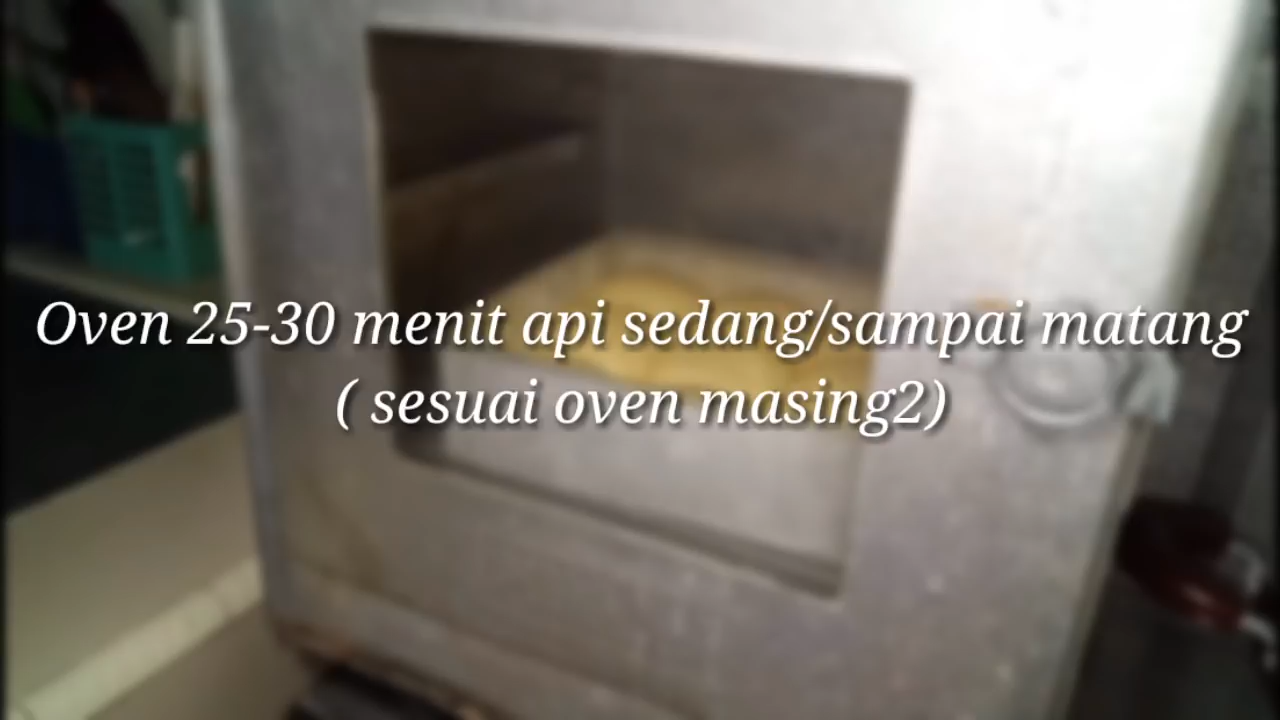 Oven 25-30 menit api sedang/sampai matang
( sesuai oven masing2)